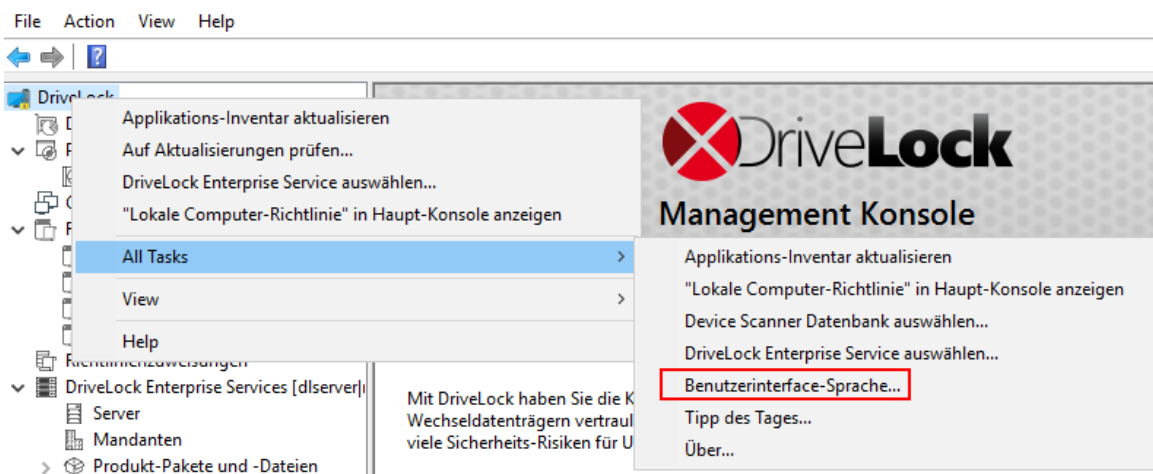 File Action View Help
DriveLock
Applikations-Inventar aktualisieren
Auf Aktualisierungen prüfen...
DriveLock Enterprise Service auswählen...
"Lokale Computer-Richtlinie" in Haupt-Konsole anzeigen
All Tasks
View
Help
Richtlinienzuweisungen
DriveLock Enterprise Services [dlserver
Server
Mandanten
Produkt-Pakete und -Dateien
DriveLock
Management Konsole
Applikations-Inventar aktualisieren
"Lokale Computer-Richtlinie" in Haupt-Konsole anzeigen
Device Scanner Datenbank auswählen...
DriveLock Enterprise Service auswählen...
Benutzerinterface-Sprache...
Tipp des Tages...
Über...
Mit DriveLock haben Sie die K
Wechseldatenträgern vertraul
viele Sicherheits-Risiken für U